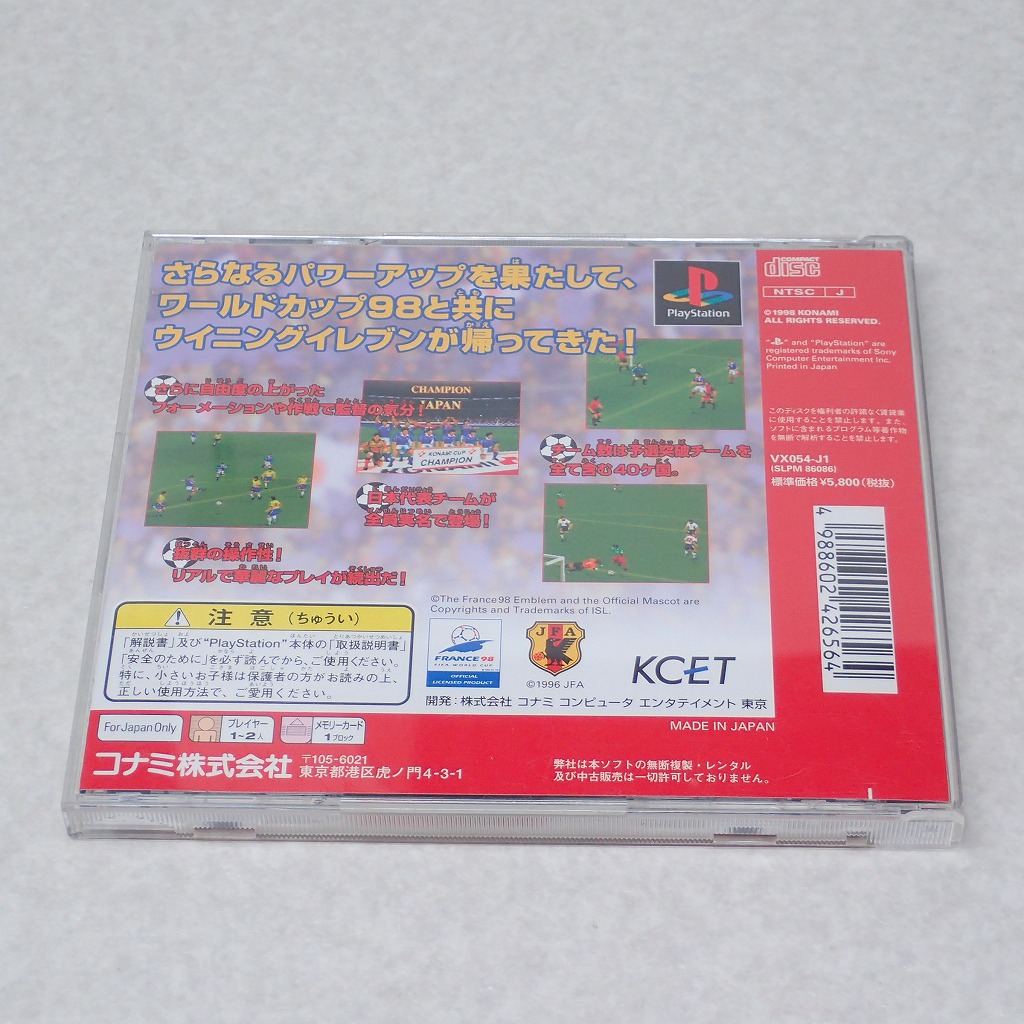 さらなるパワーアップを果たして、
ワールドカップ98と共に
ウイニングイレブンが帰ってきた!
PlayStation
COMPACT
disc
NTSC J
©1998 KONAMI
ALL RIGHTS RESERVED.
"PS" and "PlayStation" are
registered trademarks of Sony
Computer Entertainment Inc.
Printed in Japan
このディスクを権利者の許諾なく賃貸業
に使用することを禁止します。また、
ソフトに含まれるプログラム等著作物
を無断で解析することを禁止します。
VX054-J1
(SLPM 86086)
標準価格¥5,800(税抜)
4 988602 426564
さらに自由度の上がった
フォーメーションや作戦で監督の気分!
CHAMPION
JAPAN
KONAMI CUP
CHAMPION
チーム数は予選突破チームを
全て含む40ケ国。
日本代表チームが
全員実名で登場!
抜群の操作性!
リアルで華麗なプレイが続出だ!
©The France98 Emblem and the Official Mascot are
Copyrights and Trademarks of ISL.
注意(ちゅうい)
「解説書」及び"PlayStation"本体の「取扱説明書」
「安全のために」を必ず読んでから、ご使用ください。
特に、小さいお子様は保護者の方がお読みの上、
正しい使用方法で、ご愛用ください。
FRANCE 98
FIFA WORLD CUP
OFFICIAL
LICENSED PRODUCT
JFA
©1996 JFA
KCET
開発:株式会社 コナミ コンピュータ エンタテイメント 東京
For Japan Only
プレイヤー
1~2人
メモリーカード
1ブロック
MADE IN JAPAN
コナミ株式会社
〒105-6021
東京都港区虎ノ門4-3-1
弊社は本ソフトの無断複製・レンタル
及び中古販売は一切許可しておりません。